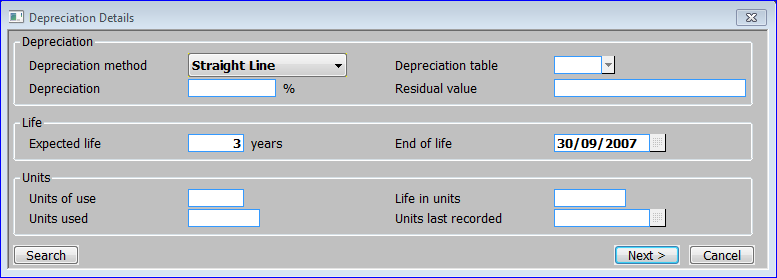 Depreciation Details
Depreciation
Depreciation method Straight Line Depreciation table
Depreciation % Residual value
Life
Expected life 3 years End of life 30/09/2007
Units
Units of use Life in units
Units used Units last recorded
Search Next > Cancel